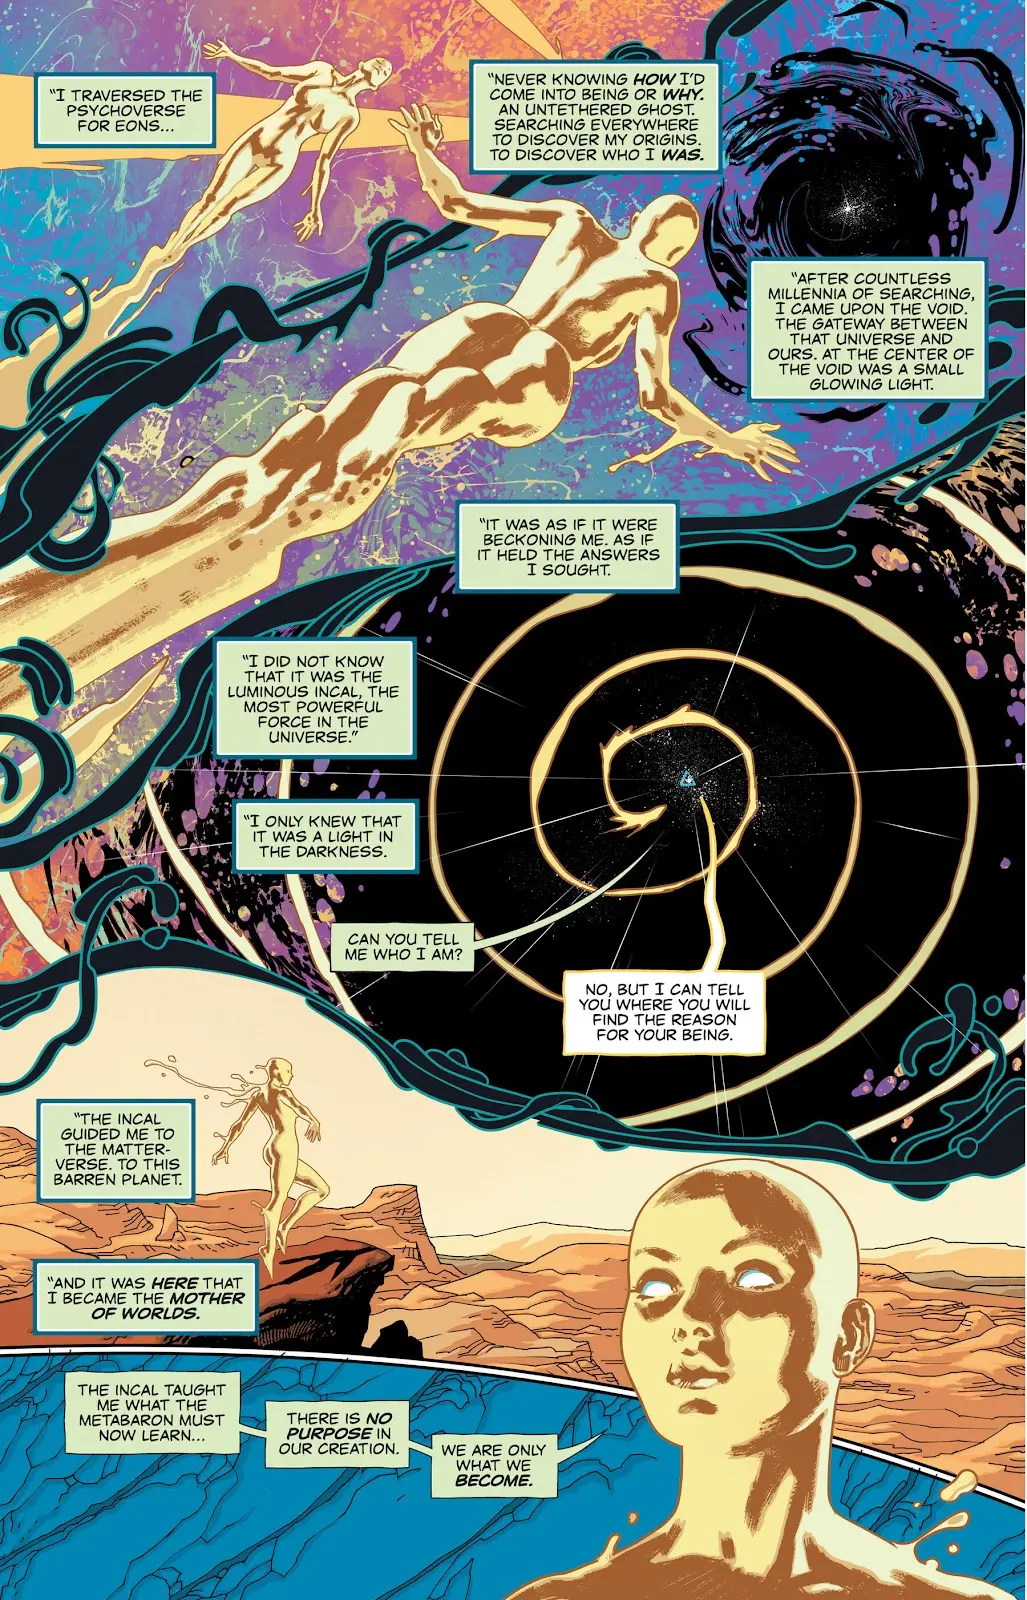 "I TRAVERSED THE
PSYCHOVERSE
FOR EONS...
"NEVER KNOWING HOW I'D
COME INTO BEING OR WHY.
AN UNTETHERED GHOST.
SEARCHING EVERYWHERE
TO DISCOVER MY ORIGINS.
TO DISCOVER WHO I WAS.
"AFTER COUNTLESS
MILLENNIA OF SEARCHING,
I CAME UPON THE VOID.
THE GATEWAY BETWEEN
THAT UNIVERSE AND
OURS. AT THE CENTER OF
THE VOID WAS A SMALL
GLOWING LIGHT.
"IT WAS AS IF IT WERE
BECKONING ME. AS IF
IT HELD THE ANSWERS
I SOUGHT.
"I DID NOT KNOW
THAT IT WAS THE
LUMINOUS INCAL, THE
MOST POWERFUL
FORCE IN THE
UNIVERSE."
"I ONLY KNEW THAT
IT WAS A LIGHT IN
THE DARKNESS.
CAN YOU TELL
ME WHO I AM?
NO, BUT I CAN TELL
YOU WHERE YOU WILL
FIND THE REASON
FOR YOUR BEING.
"THE INCAL
GUIDED ME TO
THE MATTER-
VERSE. TO THIS
BARREN PLANET.
"AND IT WAS HERE THAT
I BECAME THE MOTHER
OF WORLDS.
THE INCAL TAUGHT
ME WHAT THE
METABARON MUST
NOW LEARN...
THERE IS NO
PURPOSE IN
OUR CREATION.
WE ARE ONLY
WHAT WE
BECOME.